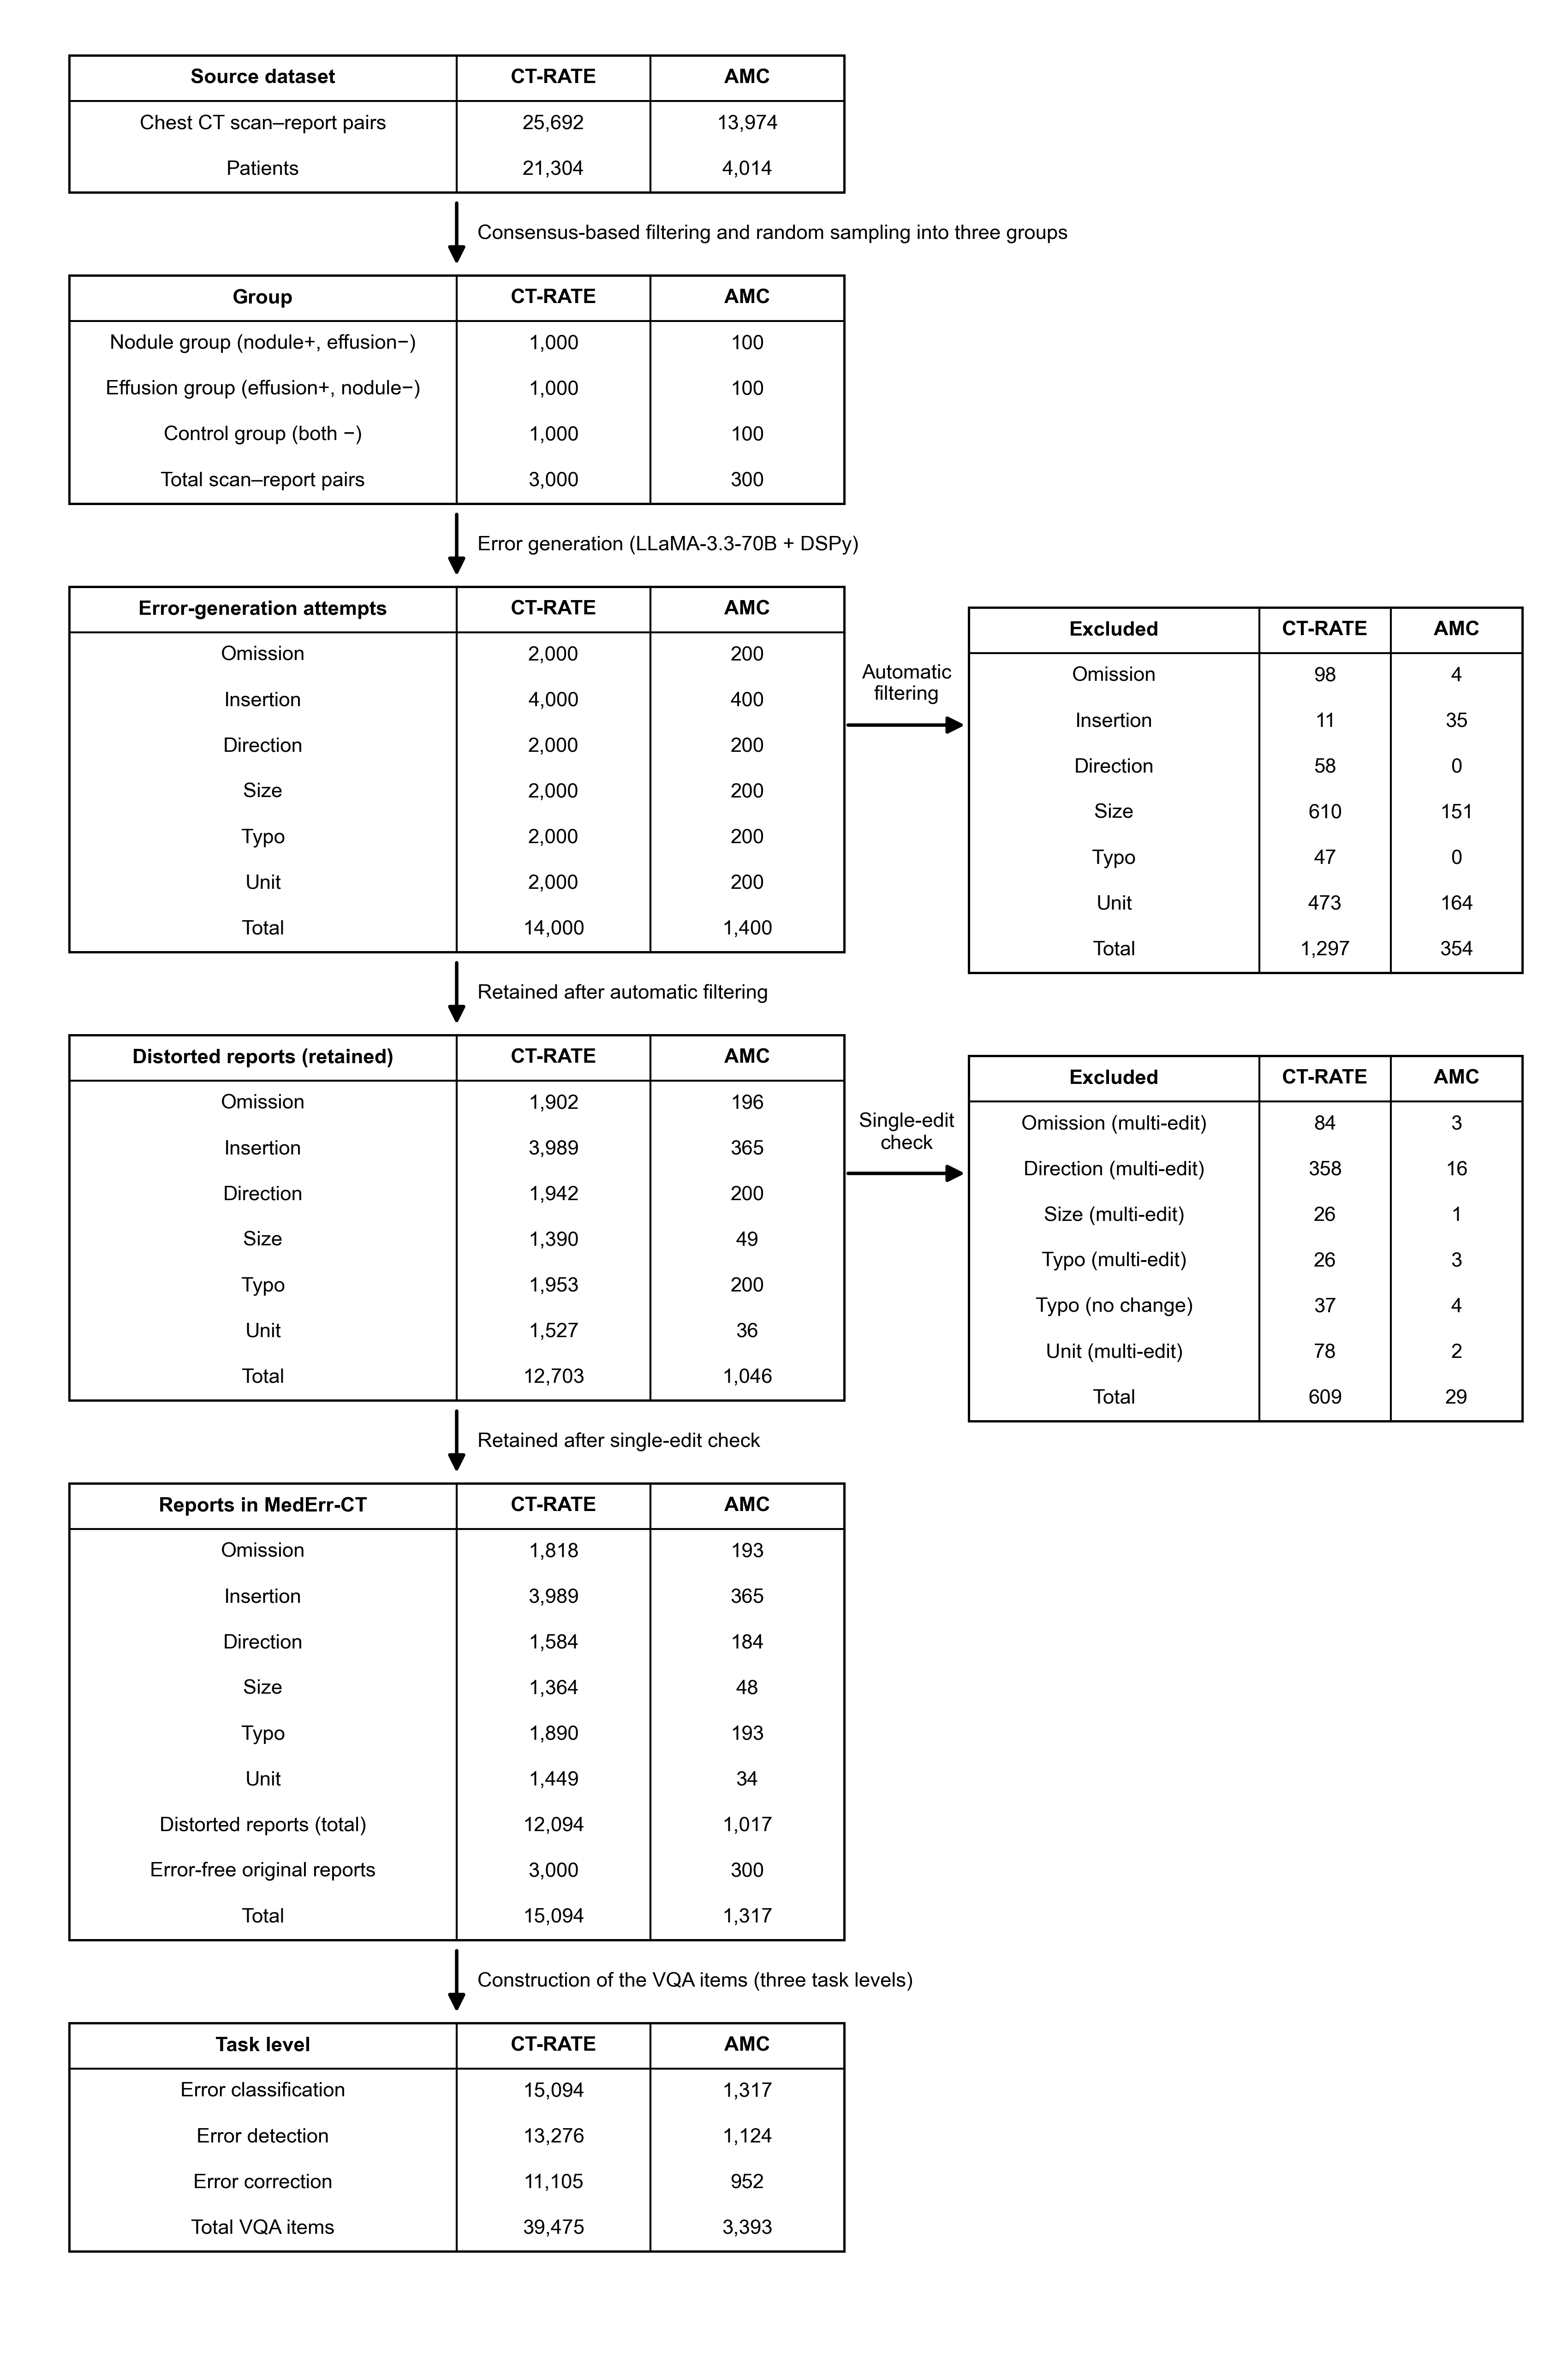 Source dataset CT-RATE AMC
Chest CT scan–report pairs 25,692 13,974
Patients 21,304 4,014
Consensus-based filtering and random sampling into three groups
Group CT-RATE AMC
Nodule group (nodule+, effusion−) 1,000 100
Effusion group (effusion+, nodule−) 1,000 100
Control group (both −) 1,000 100
Total scan–report pairs 3,000 300
Error generation (LLaMA-3.3-70B + DSPy)
Error-generation attempts CT-RATE AMC
Omission 2,000 200
Insertion 4,000 400
Direction 2,000 200
Size 2,000 200
Typo 2,000 200
Unit 2,000 200
Total 14,000 1,400
Automatic
filtering
Excluded CT-RATE AMC
Omission 98 4
Insertion 11 35
Direction 58 0
Size 610 151
Typo 47 0
Unit 473 164
Total 1,297 354
Retained after automatic filtering
Distorted reports (retained) CT-RATE AMC
Omission 1,902 196
Insertion 3,989 365
Direction 1,942 200
Size 1,390 49
Typo 1,953 200
Unit 1,527 36
Total 12,703 1,046
Single-edit
check
Excluded CT-RATE AMC
Omission (multi-edit) 84 3
Direction (multi-edit) 358 16
Size (multi-edit) 26 1
Typo (multi-edit) 26 3
Typo (no change) 37 4
Unit (multi-edit) 78 2
Total 609 29
Retained after single-edit check
Reports in MedErr-CT CT-RATE AMC
Omission 1,818 193
Insertion 3,989 365
Direction 1,584 184
Size 1,364 48
Typo 1,890 193
Unit 1,449 34
Distorted reports (total) 12,094 1,017
Error-free original reports 3,000 300
Total 15,094 1,317
Construction of the VQA items (three task levels)
Task level CT-RATE AMC
Error classification 15,094 1,317
Error detection 13,276 1,124
Error correction 11,105 952
Total VQA items 39,475 3,393